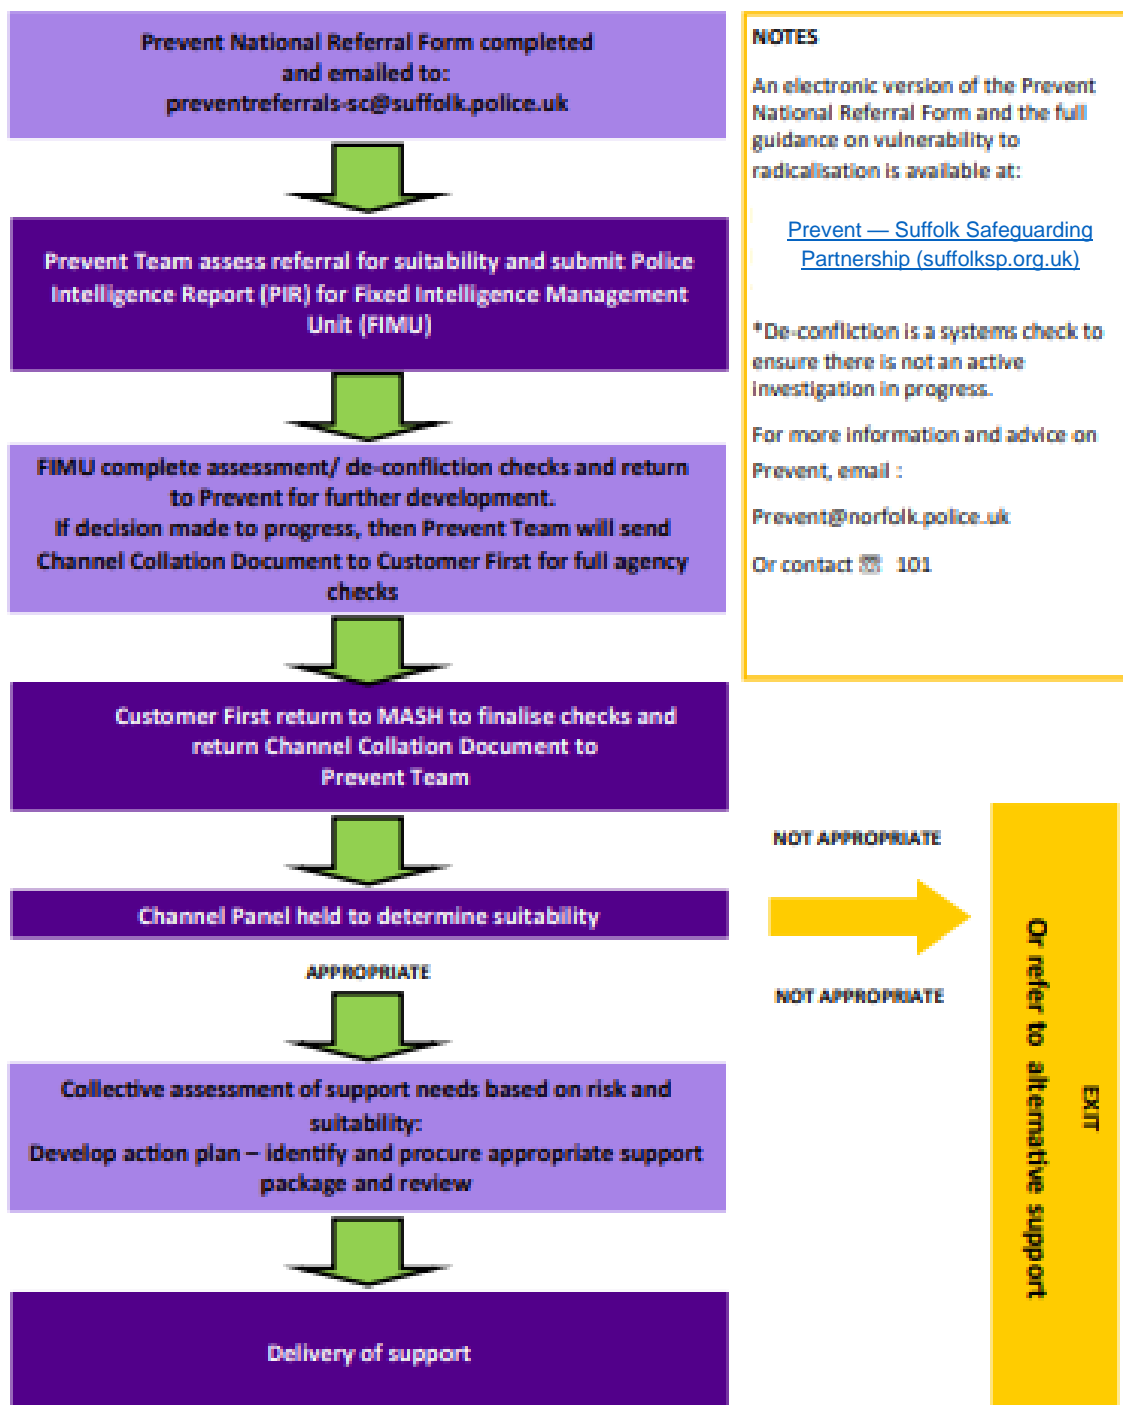 Prevent National Referral Form completed
and emailed to:
preventreferrals-sc@suffolk.police.uk
Prevent Team assess referral for suitability and submit Police
Intelligence Report (PIR) for Fixed Intelligence Management
Unit (FIMU)
FIMU complete assessment/ de-confliction checks and return
to Prevent for further development.
If decision made to progress, then Prevent Team will send
Channel Collation Document to Customer First for full agency
checks
Customer First return to MASH to finalise checks and
return Channel Collation Document to
Prevent Team
Channel Panel held to determine suitability
APPROPRIATE
Collective assessment of support needs based on risk and
suitability:
Develop action plan – identify and procure appropriate support
package and review
Delivery of support
NOTES
An electronic version of the Prevent
National Referral Form and the full
guidance on vulnerability to
radicalisation is available at:
Prevent — Suffolk Safeguarding
Partnership (suffolksp.org.uk)
*De-confliction is a systems check to
ensure there is not an active
investigation in progress.
For more information and advice on
Prevent, email :
Prevent@norfolk.police.uk
Or contact ☏ 101
NOT APPROPRIATE
NOT APPROPRIATE
EXIT
Or refer to alternative support